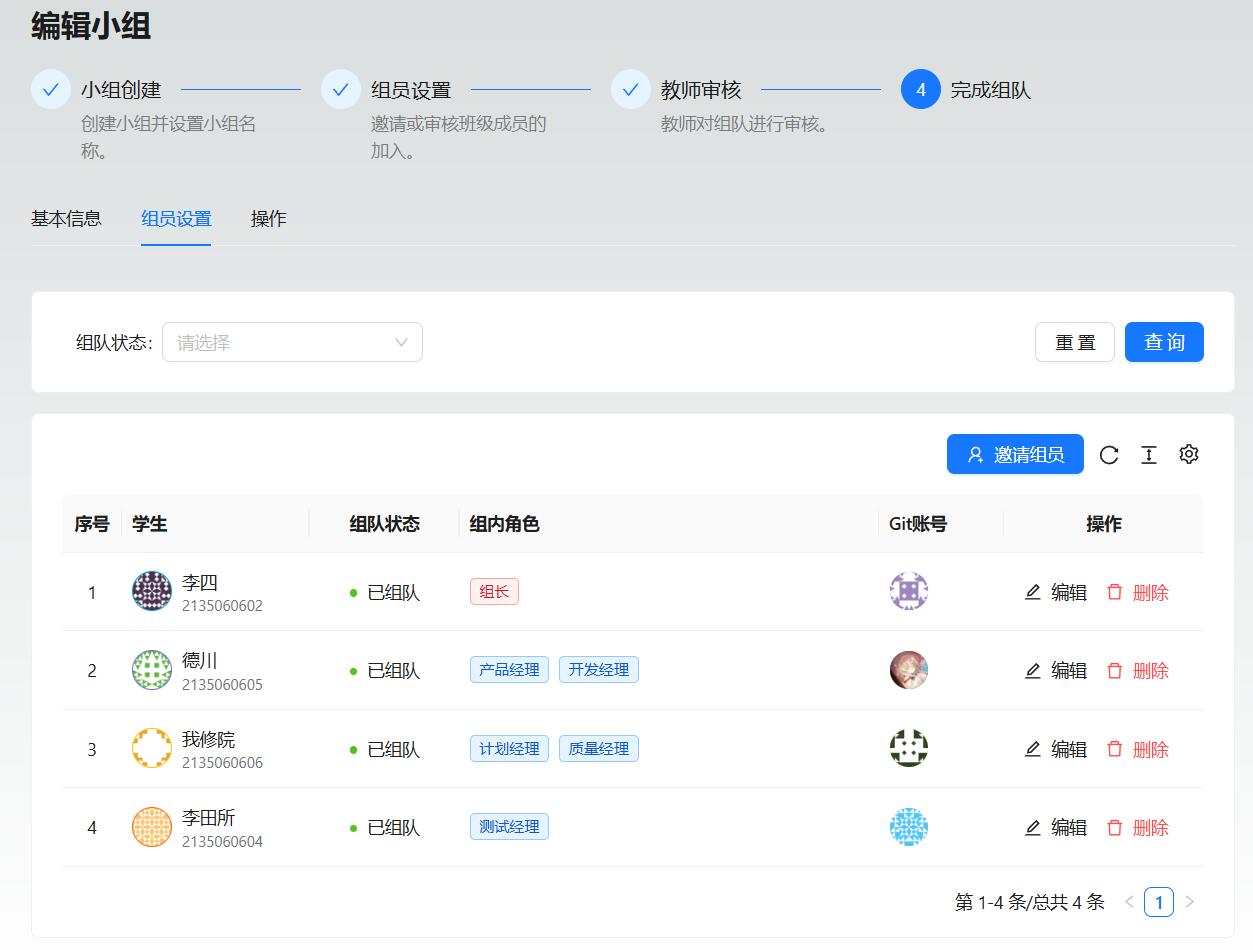 编辑小组
小组创建
组员设置
教师审核
4 完成组队
创建小组并设置小组名
称。
邀请或审核班级成员的
加入。
教师对组队进行审核。
基本信息 组员设置 操作
组队状态: 请选择 重 置 查 询
邀请组员
序号 学生 组队状态 组内角色 Git账号 操作
1 李四 已组队 组长 编辑 删除
2135060602
2 德川 已组队 产品经理 开发经理 编辑 删除
2135060605
3 我修院 已组队 计划经理 质量经理 编辑 删除
2135060606
4 李田所 已组队 测试经理 编辑 删除
2135060604
第 1-4 条/总共 4 条 < 1 >